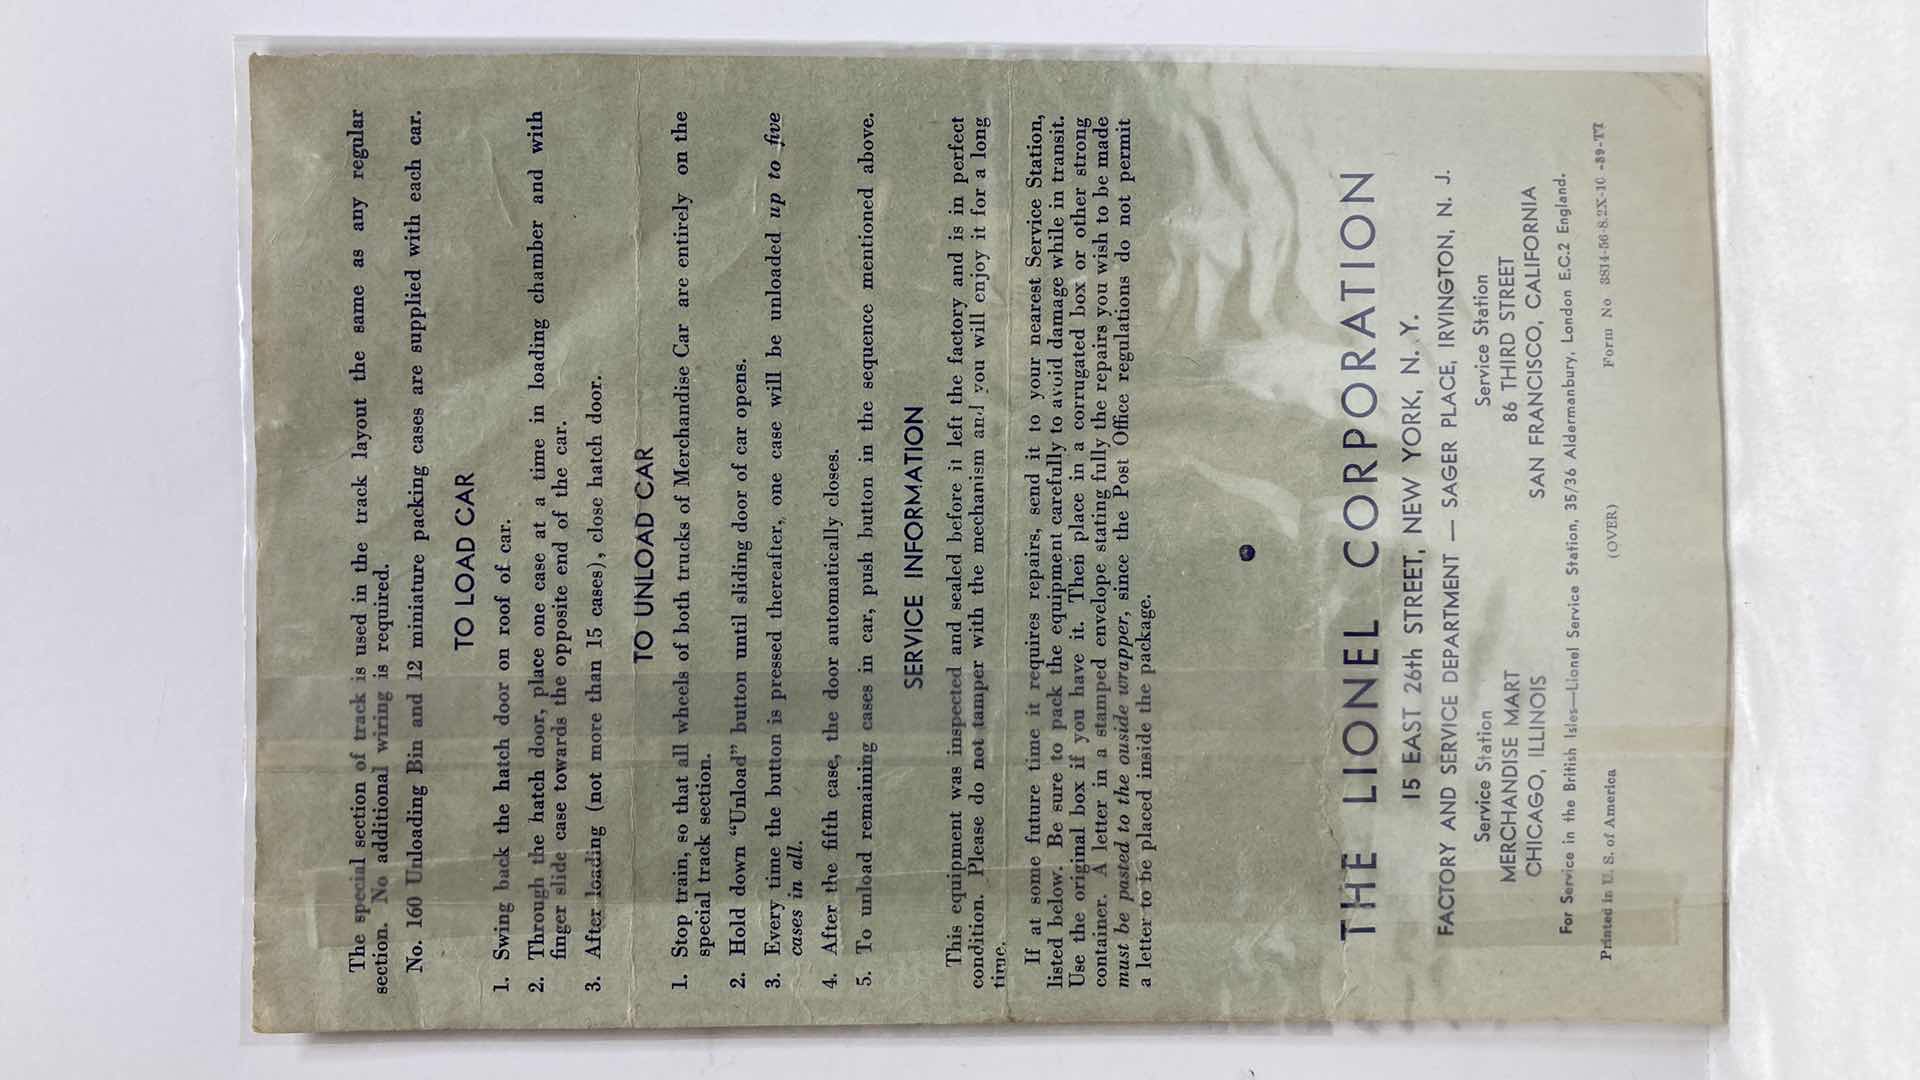 The special section of track is used in the track layout the same as any regular
section. No additional wiring is required.
No. 160 Unloading Bin and 12 miniature packing cases are supplied with each car.
TO LOAD CAR
1. Swing back the hatch door on roof of car.
2. Through the hatch door, place one case at a time in loading chamber and with
finger slide case towards the opposite end of the car.
3. After loading (not more than 15 cases), close hatch door.
TO UNLOAD CAR
1. Stop train, so that all wheels of both trucks of Merchandise Car are entirely on the
special track section.
2. Hold down "Unload" button until sliding door of car opens.
3. Every time the button is pressed thereafter, one case will be unloaded up to five
cases in all.
4. After the fifth case, the door automatically closes.
5. To unload remaining cases in car, push button in the sequence mentioned above.
SERVICE INFORMATION
This equipment was inspected and sealed before it left the factory and is in perfect
condition. Please do not tamper with the mechanism and you will enjoy it for a long
time.
If at some future time it requires repairs, send it to your nearest Service Station,
listed below. Be sure to pack the equipment carefully to avoid damage while in transit.
Use the original box if you have it. Then place in a corrugated box or other strong
container. A letter in a stamped envelope stating fully the repairs you wish to be made
must be pasted to the ouside wrapper, since the Post Office regulations do not permit
a letter to be placed inside the package.
THE LIONEL CORPORATION
15 EAST 26th STREET, NEW YORK, N. Y.
FACTORY AND SERVICE DEPARTMENT — SAGER PLACE, IRVINGTON, N. J.
Service Station
MERCHANDISE MART
CHICAGO, ILLINOIS
Service Station
86 THIRD STREET
SAN FRANCISCO, CALIFORNIA
For Service in the British Isles—Lionel Service Station, 35/36 Aldermanbury, London E.C.2 England.
Printed in U. S. of America (OVER) Form No 3814-56-8.2X-10 -39-TT